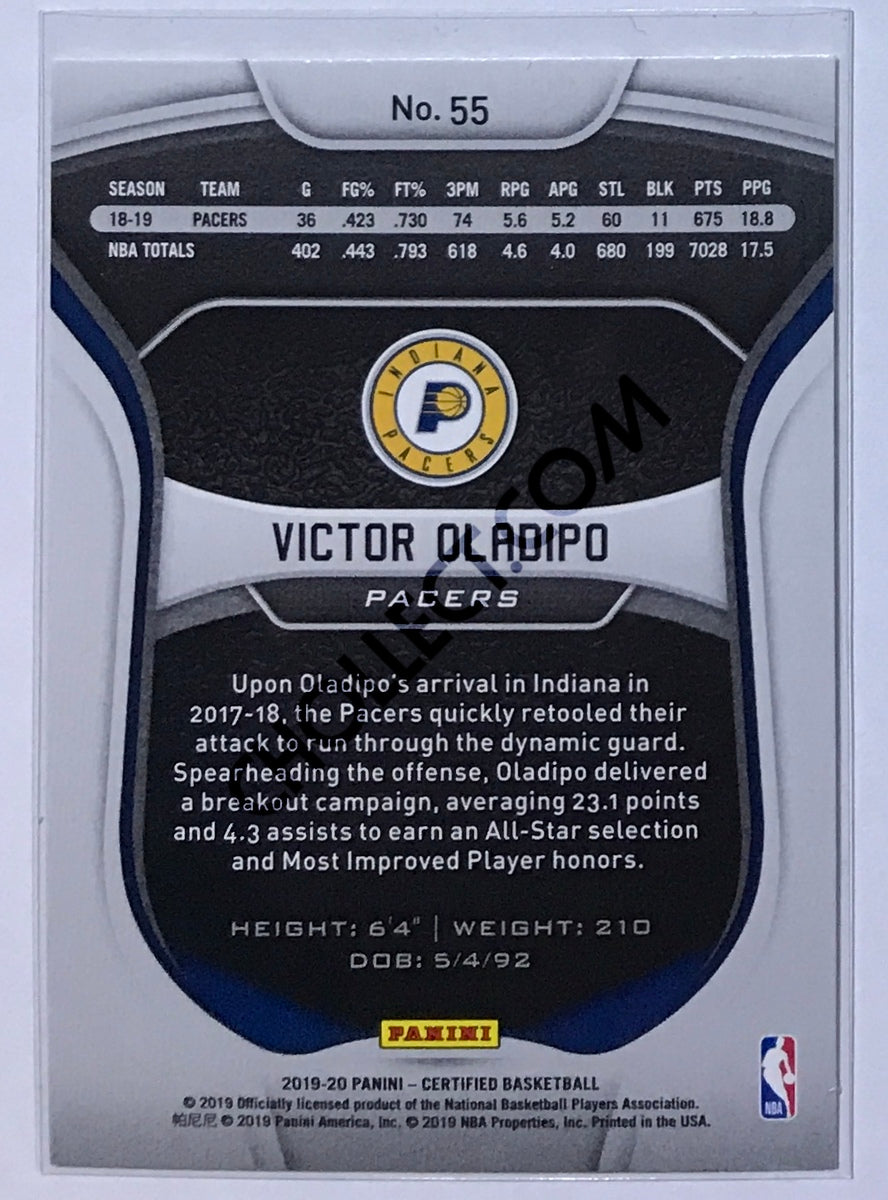 No. 55
SEASON TEAM G FG% FT% 3PM RPG APG STL BLK PTS PPG
18-19 PACERS 36 .423 .730 74 5.6 5.2 60 11 675 18.8
NBA TOTALS 402 .443 .793 618 4.6 4.0 680 199 7028 17.5
INDIANA
PACERS
VICTOR OLADIPO
PACERS
CHOLLECT.COM
Upon Oladipo's arrival in Indiana in
2017-18, the Pacers quickly retooled their
attack to run through the dynamic guard.
Spearheading the offense, Oladipo delivered
a breakout campaign, averaging 23.1 points
and 4.3 assists to earn an All-Star selection
and Most Improved Player honors.
HEIGHT: 6'4" | WEIGHT: 210
DOB: 5/4/92
PANINI
NBA
2019-20 PANINI – CERTIFIED BASKETBALL
© 2019 Officially licensed product of the National Basketball Players Association.
帕尼尼 © 2019 Panini America, Inc. © 2019 NBA Properties, Inc. Printed in the USA.